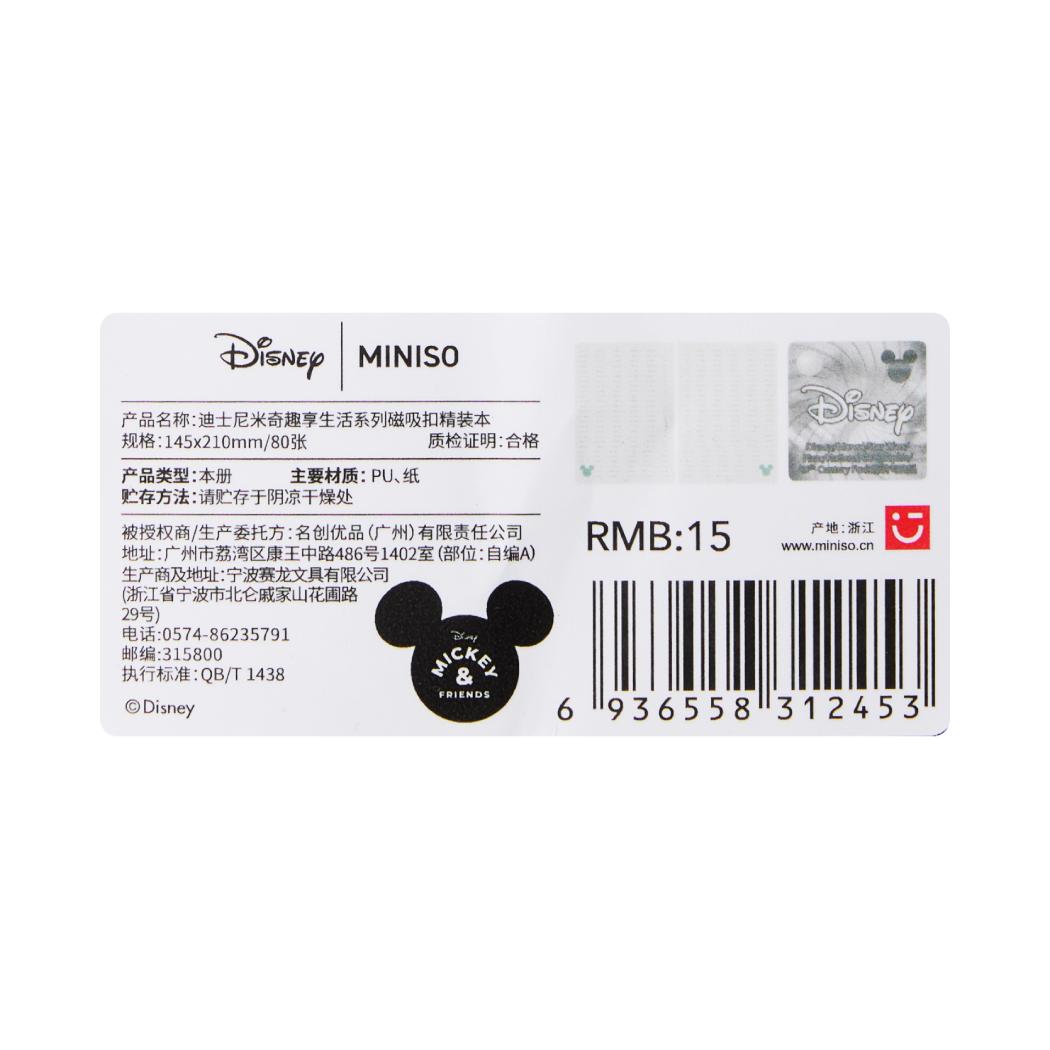 Disney | MINISO
产品名称:迪士尼米奇趣享生活系列磁吸扣精装本
规格:145x210mm/80张 质检证明:合格
产品类型:本册 主要材质: PU、纸
贮存方法:请贮存于阴凉干燥处
被授权商/生产委托方: 名创优品(广州)有限责任公司
地址:广州市荔湾区康王中路486号1402室(部位:自编A)
生产商及地址:宁波赛龙文具有限公司
(浙江省宁波市北仑戚家山花圃路
29号)
电话:0574-86235791
邮编:315800
执行标准:QB/T 1438
©Disney
Disney
MICKEY
&
FRIENDS
Disney
RMB:15
产地:浙江
www.miniso.cn
6 936558 312453